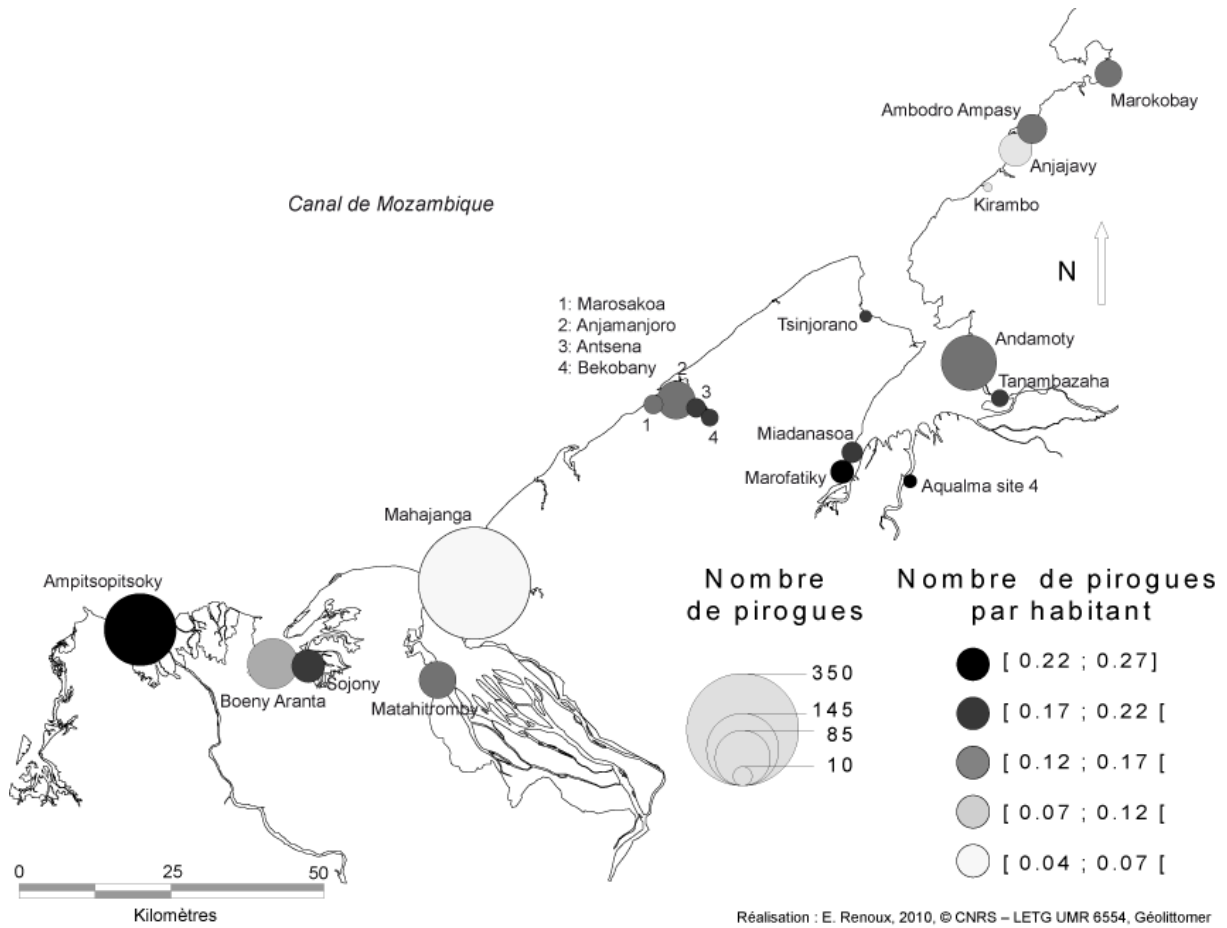 Marokobay
Ambodro Ampasy
Anjajavy
Kirambo
Canal de Mozambique
N
1: Marosakoa
2: Anjamanjoro
3: Antsena
4: Bekobany
Tsinjorano
Andamoty
Tanambazaha
2
3
1
4
Miadanasoa
Marofatiky
Aqualma site 4
Mahajanga
Ampitsopitsoky
Sojony
Boeny Aranta
Matahitromby
Nombre
de pirogues
350
145
85
10
Nombre de pirogues
par habitant
[ 0.22 ; 0.27]
[ 0.17 ; 0.22 [
[ 0.12 ; 0.17 [
[ 0.07 ; 0.12 [
[ 0.04 ; 0.07 [
0 25 50
Kilomètres
Réalisation : E. Renoux, 2010, © CNRS – LETG UMR 6554, Géolittomer